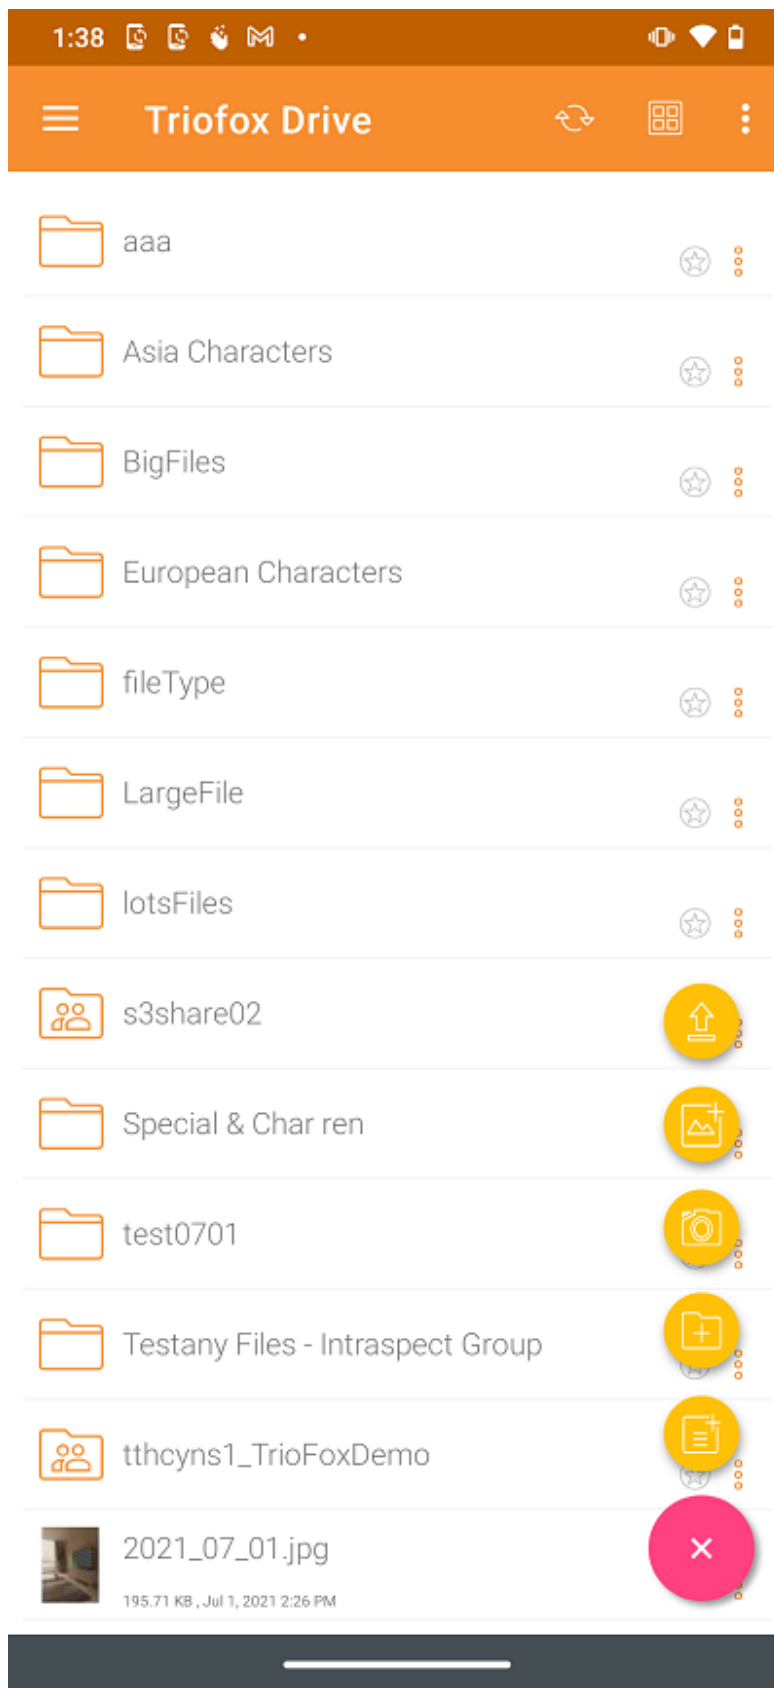 1:38
Triofox Drive
aaa
Asia Characters
BigFiles
European Characters
fileType
LargeFile
lotsFiles
s3share02
Special & Char ren
test0701
Testany Files - Intraspect Group
tthcyns1_TrioFoxDemo
2021_07_01.jpg
195.71 KB , Jul 1, 2021 2:26 PM